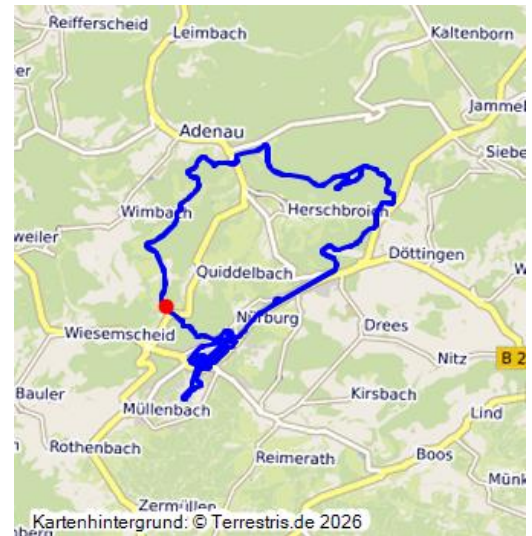 Reifferscheid
Leimbach
Kaltenborn
Jammel
Adenau
Siebe
Wimbach
Herschbroich
weiler
Döttingen
Quiddelbach
Nürburg
Wiesemscheid
Drees
Nitz
B 2
Bauler
Müllenbach
Kirsbach
Lind
Rothenbach
Reimerath
Boos
Münk
Zermüllen
Kartenhintergrund: © Terrestris.de 2026